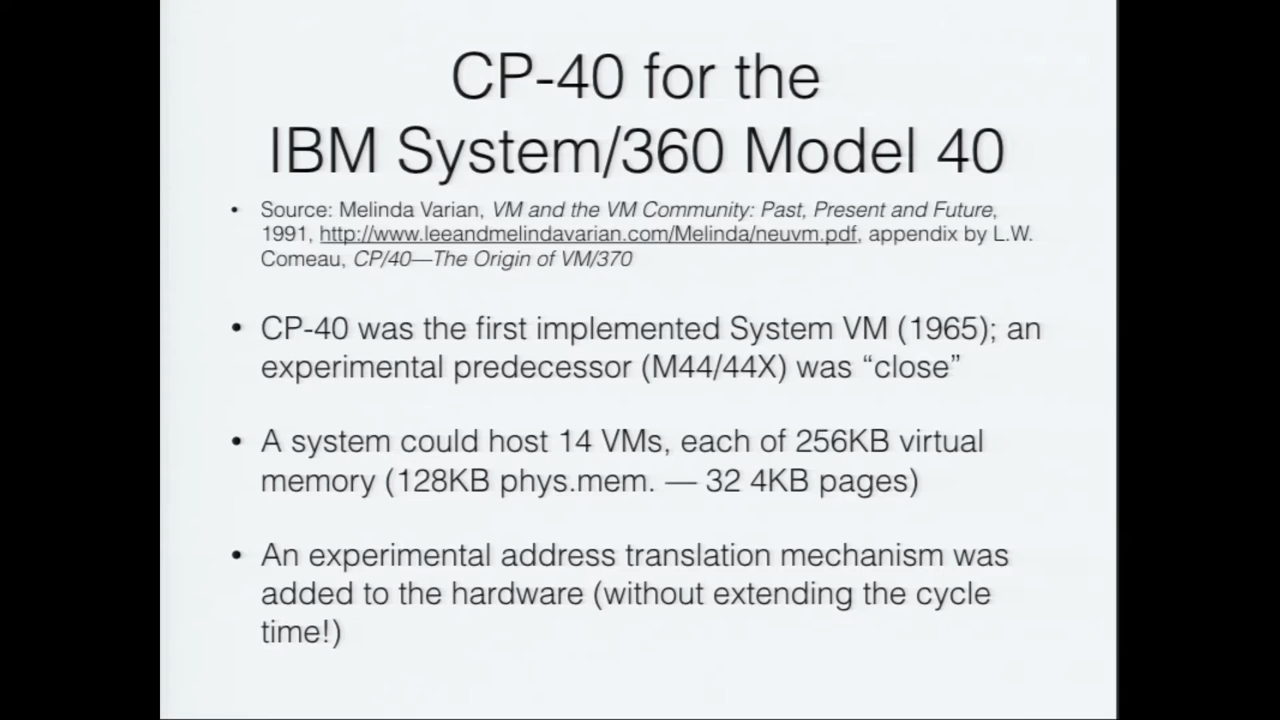 CP-40 for the
IBM System/360 Model 40
• Source: Melinda Varian, VM and the VM Community: Past, Present and Future,
1991, http://www.leeandmelindavarian.com/Melinda/neuvm.pdf, appendix by L.W.
Comeau, CP/40—The Origin of VM/370
• CP-40 was the first implemented System VM (1965); an
experimental predecessor (M44/44X) was “close”
• A system could host 14 VMs, each of 256KB virtual
memory (128KB phys.mem. — 32 4KB pages)
• An experimental address translation mechanism was
added to the hardware (without extending the cycle
time!)